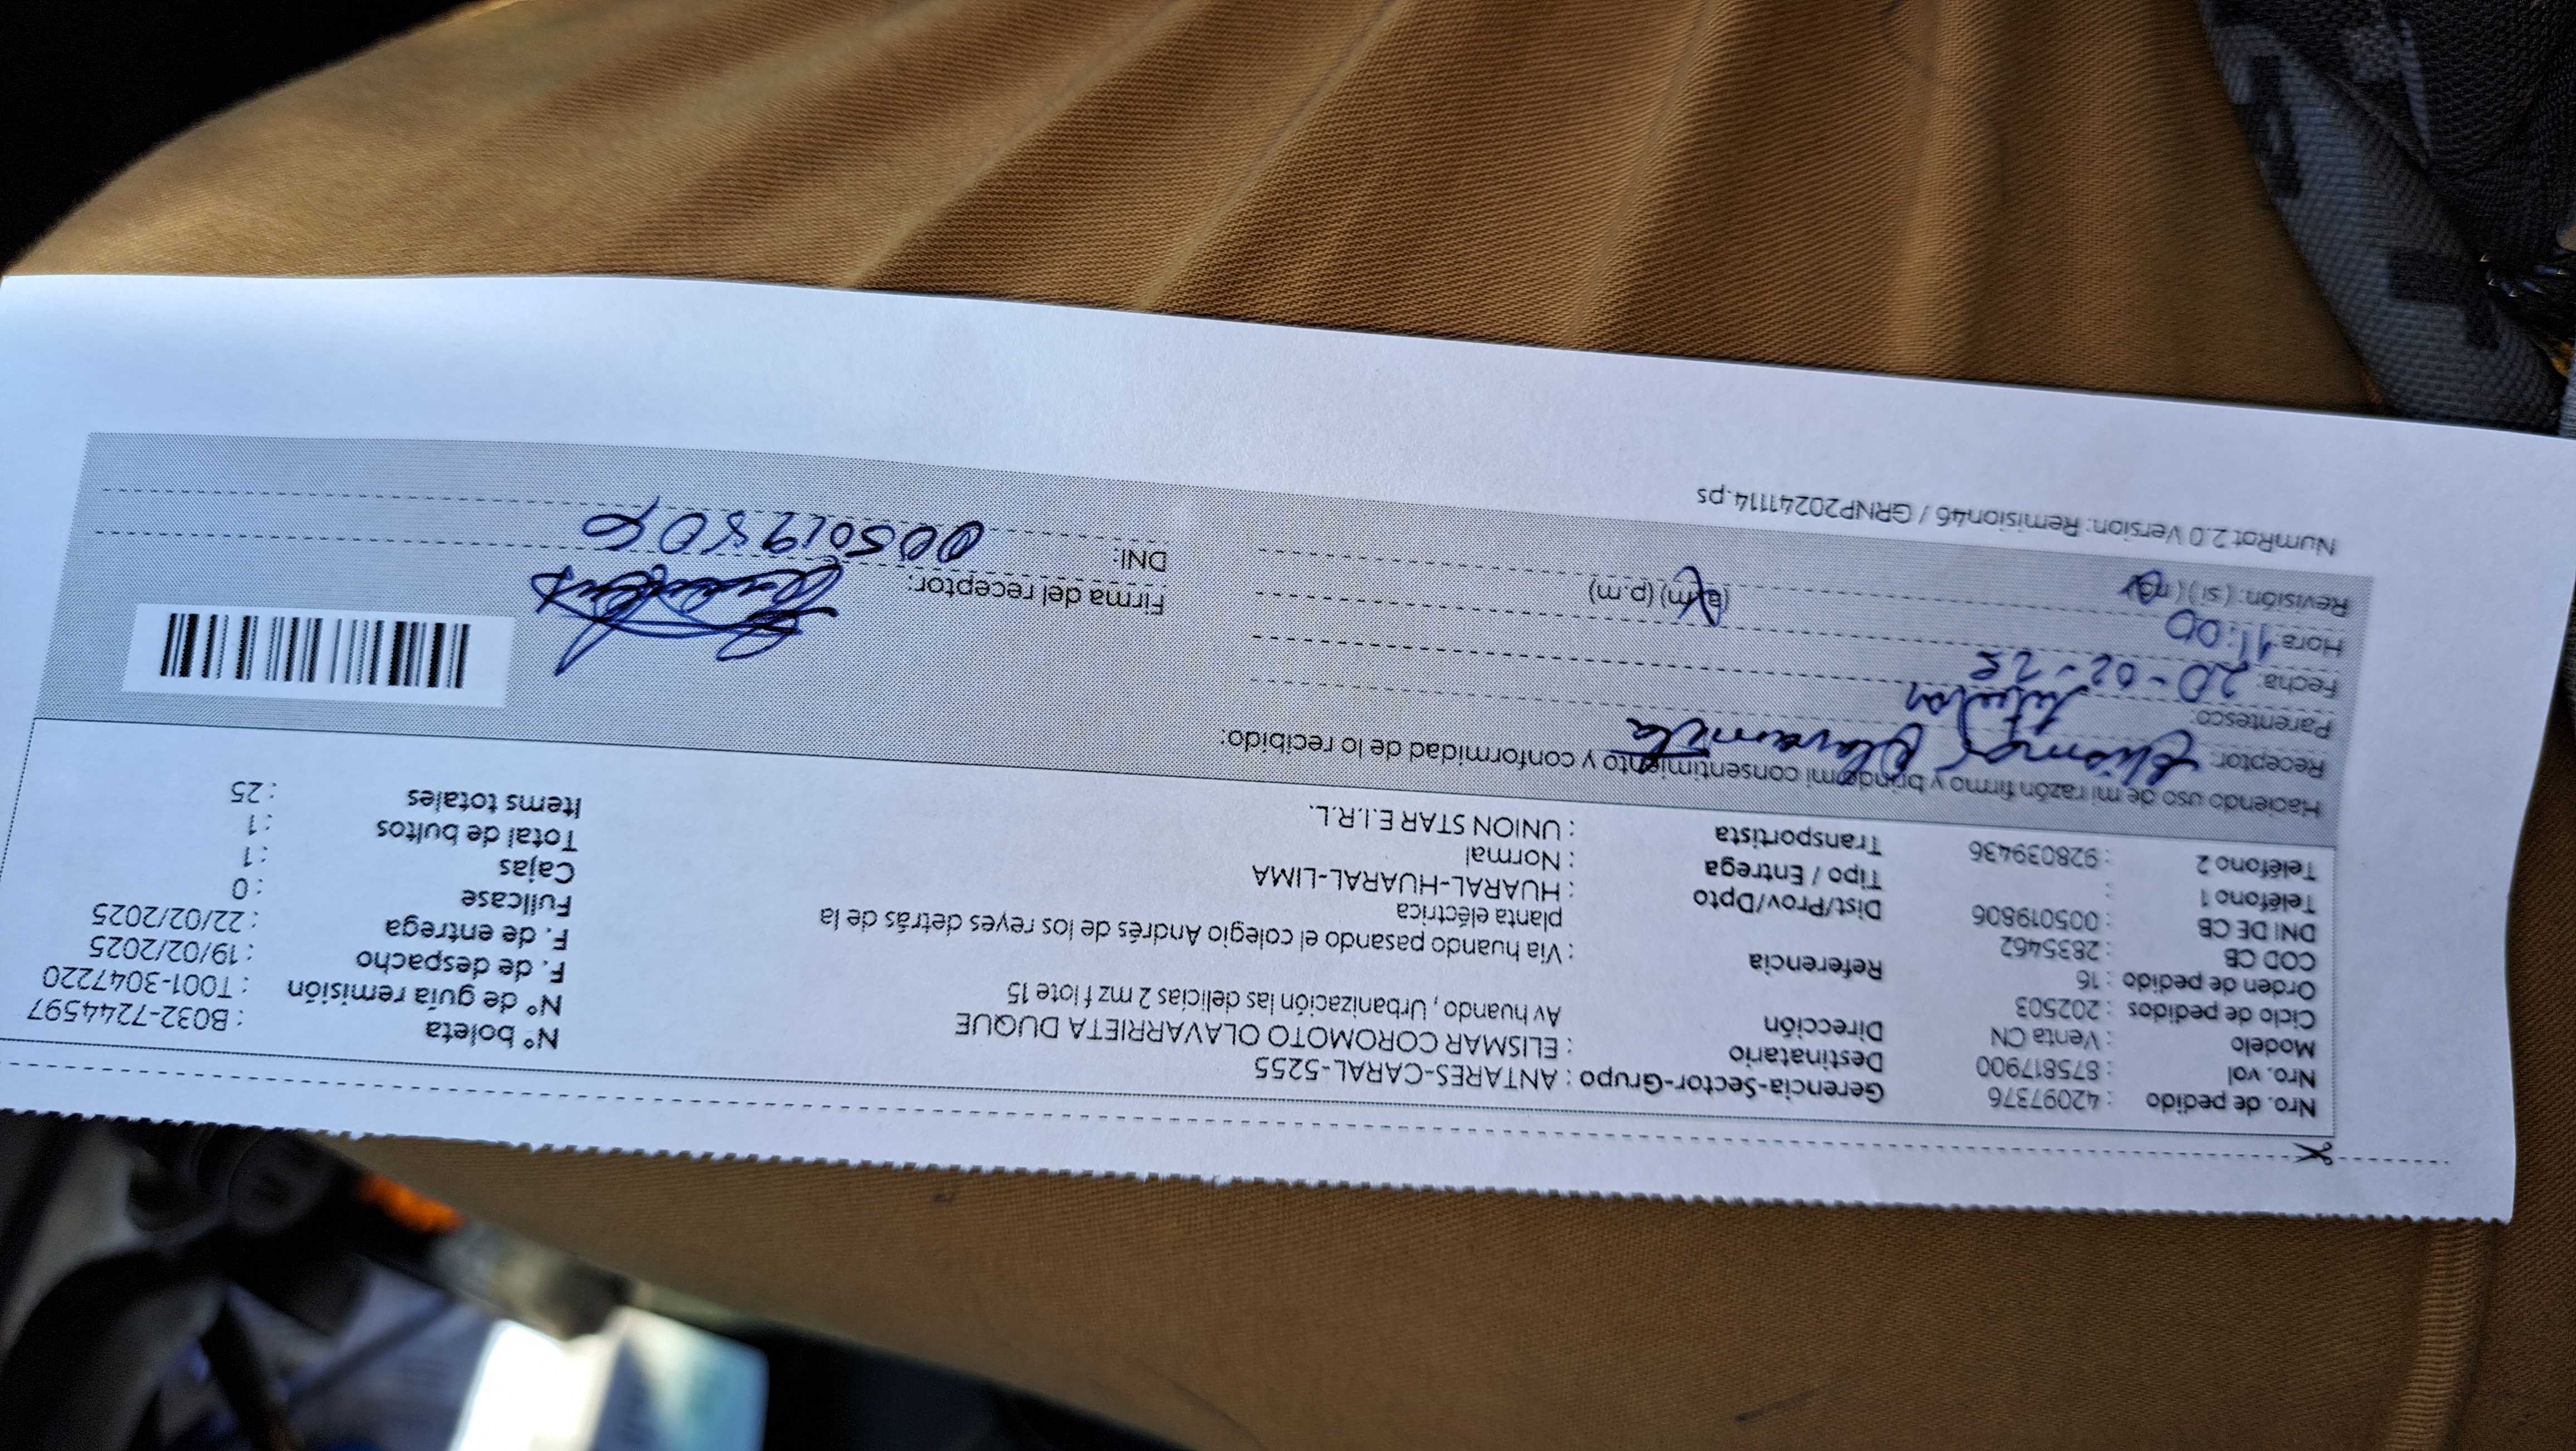 Nro. de pedido : 42097376 Gerencia-Sector-Grupo : ANTARES-CARAL-5255 N° boleta : B032-7244597
Nro. vol : 875817900 Destinatario : ELISMAR COROMOTO OLAVARRIETA DUQUE N° de guía remisión : T001-3047220
Modelo : Venta CN Dirección Av huando , Urbanización las delicias 2 mz f lote 15 F. de despacho : 19/02/2025
Ciclo de pedidos : 202503 F. de entrega : 22/02/2025
Orden de pedido : 16 Referencia : Via huando pasando el colegio Andrés de los reyes detrás de la Fullcase : 0
COD CB : 2835462 planta eléctrica Cajas : 1
DNI DE CB : 005019806 Dist/Prov/Dpto : HUARAL-HUARAL-LIMA Total de bultos : 1
Teléfono 1 : Tipo / Entrega : Normal Items totales : 25
Teléfono 2 : 928039436 Transportista : UNION STAR E.I.R.L.
Haciendo uso de mi razón firmo y brindo mi consentimiento y conformidad de lo recibido:
Receptor:
Parentesco: titular
Fecha: 20-02-25
Hora: 11:00 (a.m) (p.m)
Revisión: (si) (no)
Firma del receptor:
DNI: 005019806
NumRot 2.0 Version: Remision46 / GRNP20241114.ps